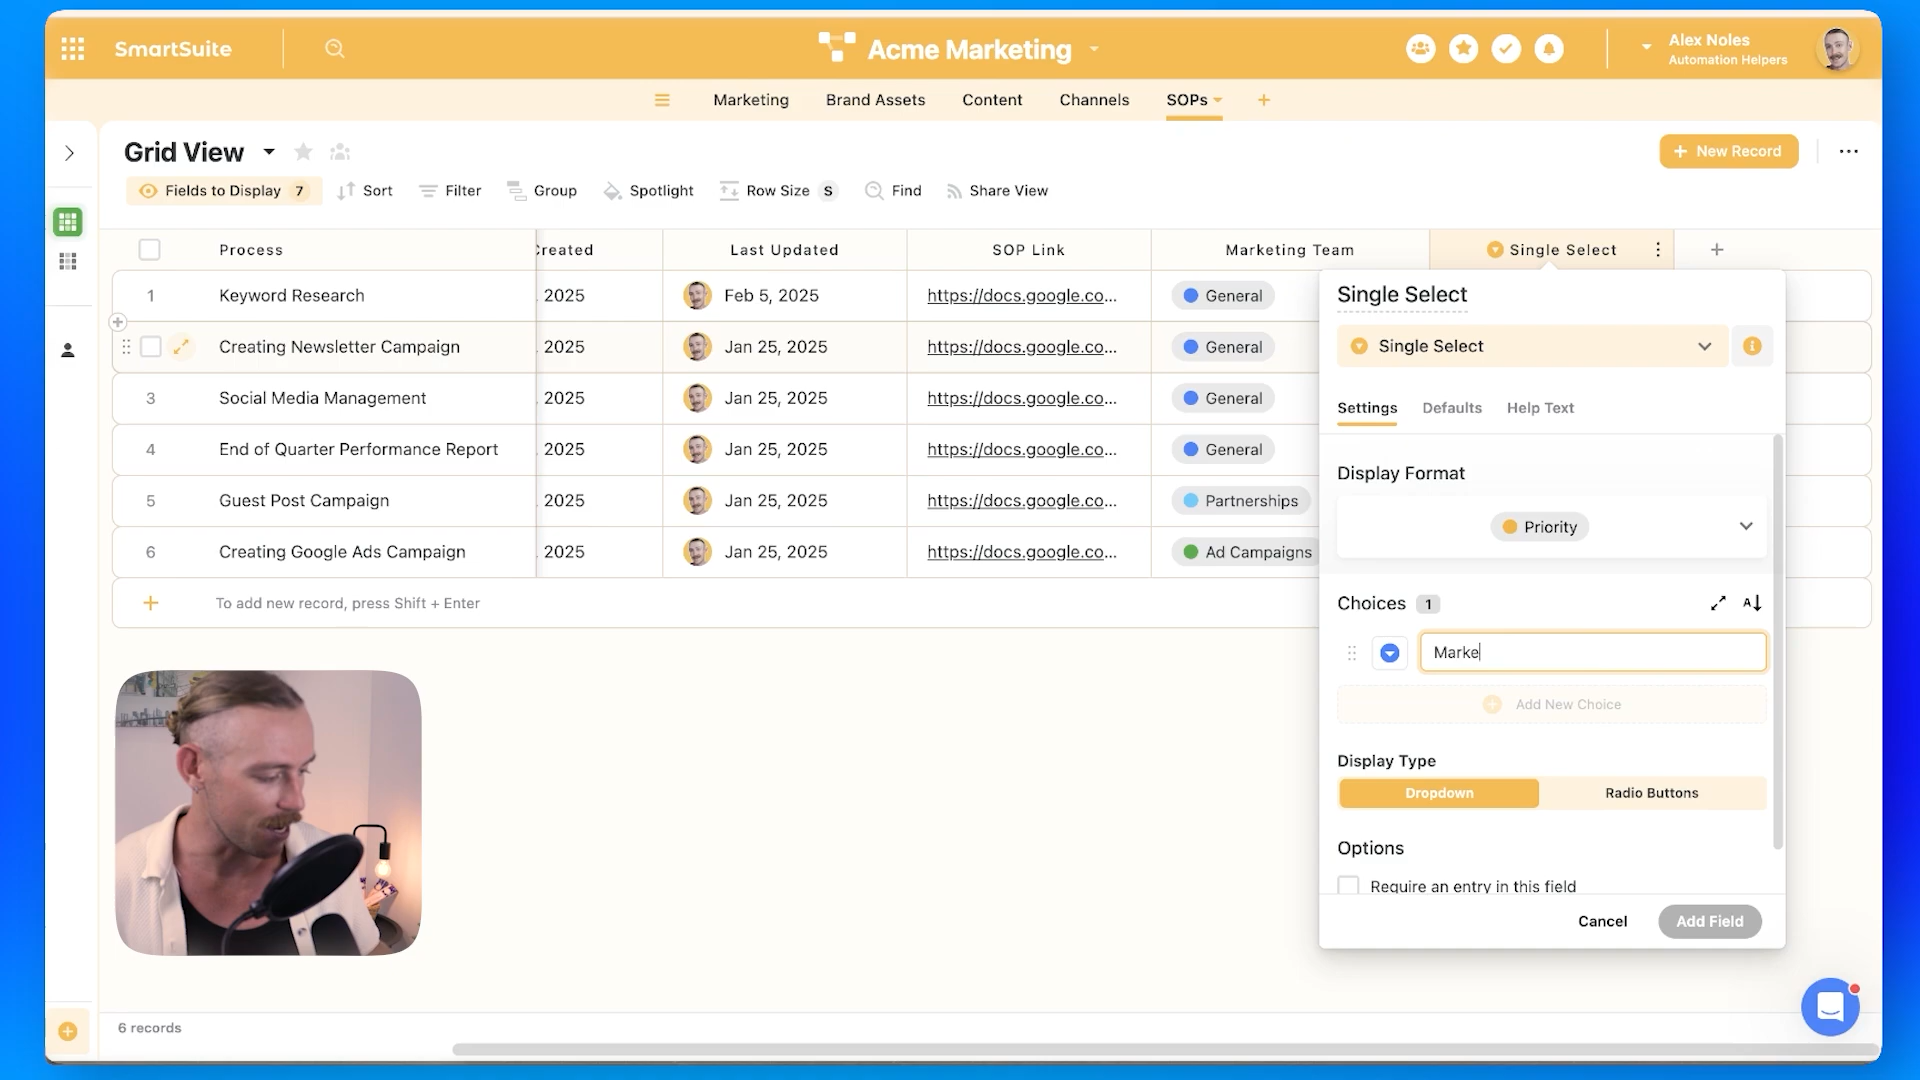 SmartSuite
Acme Marketing
Alex Noles
Automation Helpers
Marketing
Brand Assets
Content
Channels
SOPs
Grid View
New Record
Fields to Display 7
Sort
Filter
Group
Spotlight
Row Size S
Find
Share View
Process
Created
Last Updated
SOP Link
Marketing Team
Single Select
1 Keyword Research , 2025 Feb 5, 2025 https://docs.google.co... General
Creating Newsletter Campaign , 2025 Jan 25, 2025 https://docs.google.co... General
3 Social Media Management , 2025 Jan 25, 2025 https://docs.google.co... General
4 End of Quarter Performance Report , 2025 Jan 25, 2025 https://docs.google.co... General
5 Guest Post Campaign , 2025 Jan 25, 2025 https://docs.google.co... Partnerships
6 Creating Google Ads Campaign , 2025 Jan 25, 2025 https://docs.google.co... Ad Campaigns
To add new record, press Shift + Enter
Single Select
Single Select
Settings
Defaults
Help Text
Display Format
Priority
Choices 1
A
Marke
Add New Choice
Display Type
Dropdown
Radio Buttons
Options
Require an entry in this field
Cancel
Add Field
6 records